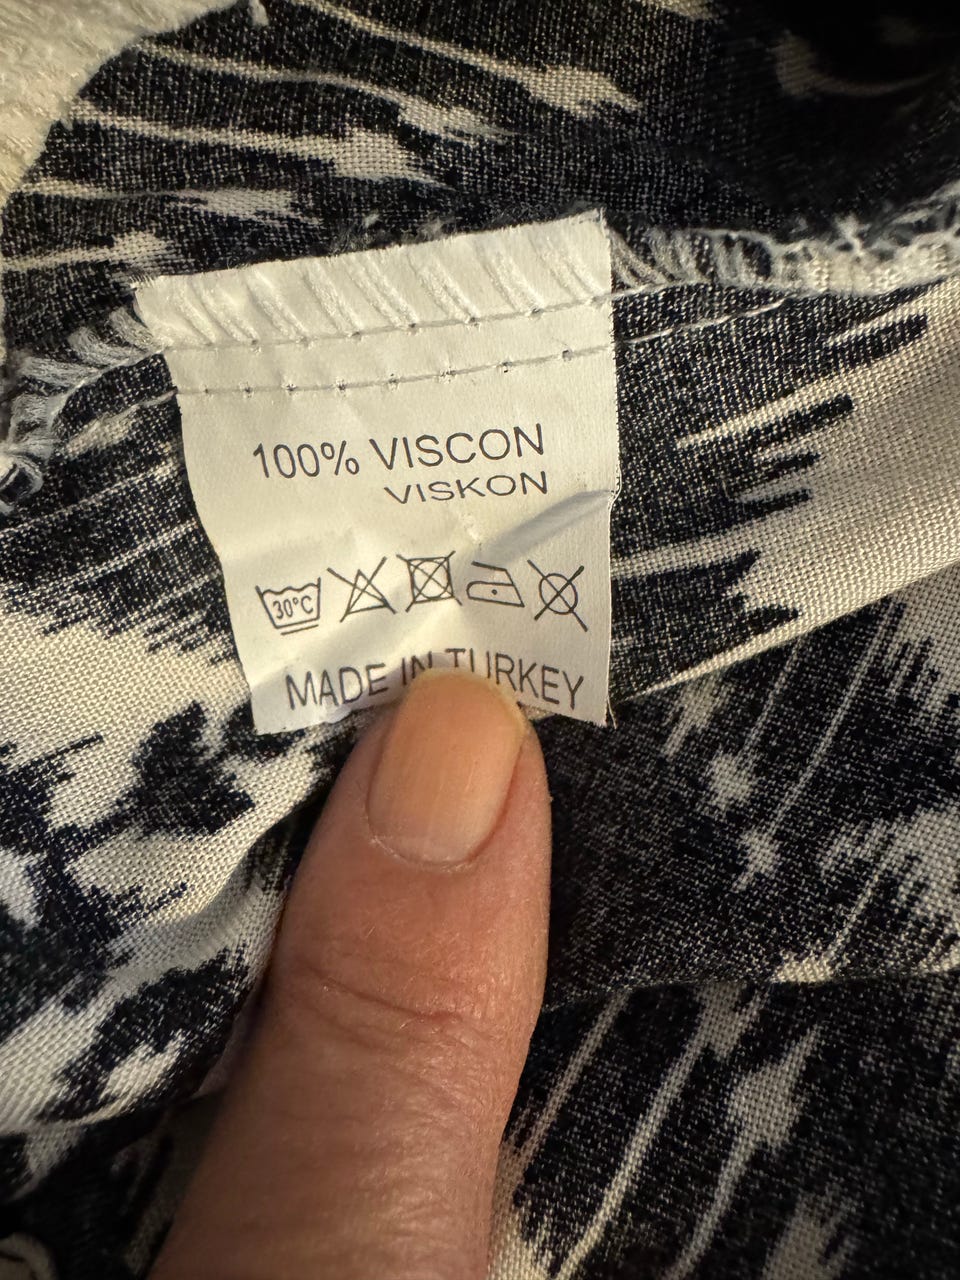 100% VISCON
VISKON
30°C
MADE IN TURKEY